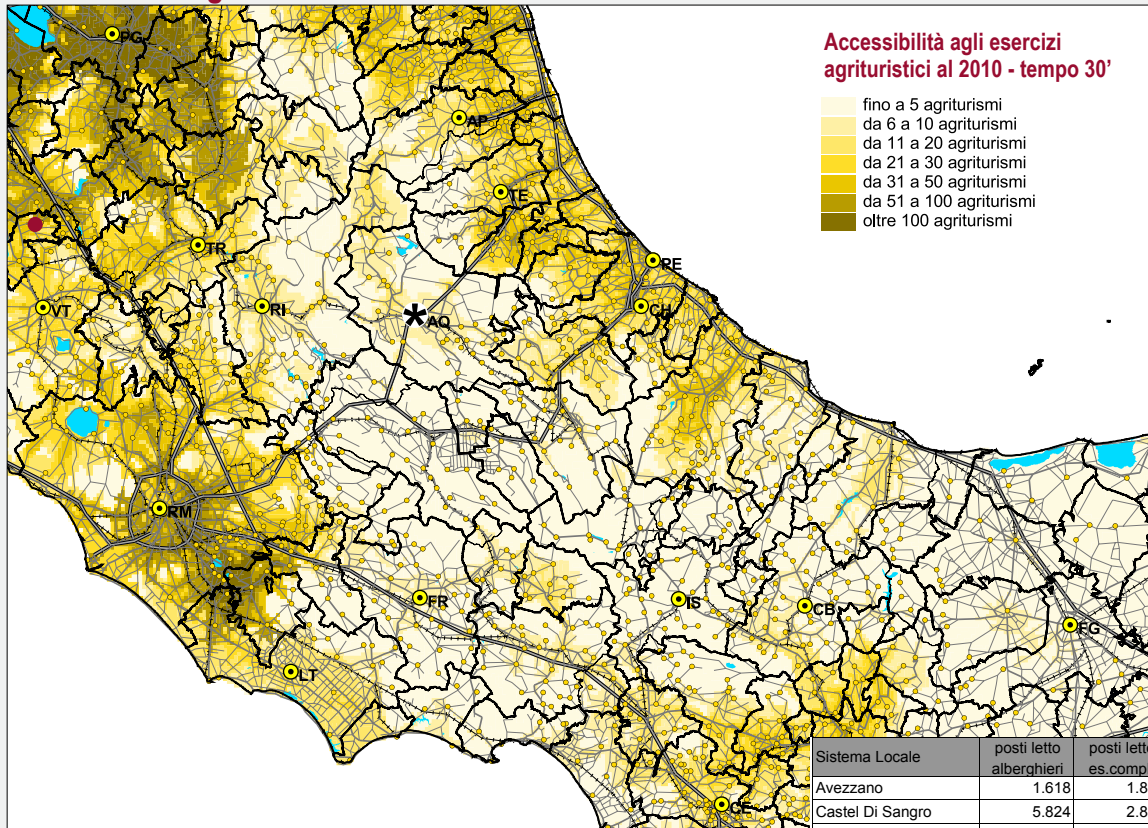 Accessibilità agli esercizi
agrituristici al 2010 - tempo 30'
fino a 5 agriturismi
da 6 a 10 agriturismi
da 11 a 20 agriturismi
da 21 a 30 agriturismi
da 31 a 50 agriturismi
da 51 a 100 agriturismi
oltre 100 agriturismi
PG
AP
TE
TR
PE
VT
RI
AQ
CH
RM
FR
IS
CB
FG
LT
CE
Sistema Locale posti letto alberghieri posti
Avezzano 1.618
Castel Di Sangro 5.824